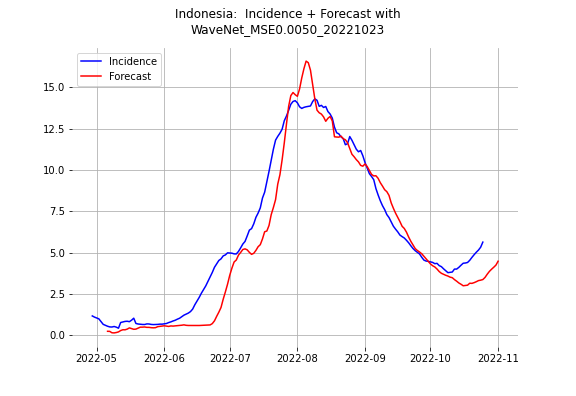 Indonesia:  Incidence + Forecast with
WaveNet_MSE0.0050_20221023
Incidence
Forecast
15.0
12.5
10.0
7.5
5.0
2.5
0.0
2022-05 2022-06 2022-07 2022-08 2022-09 2022-10 2022-11